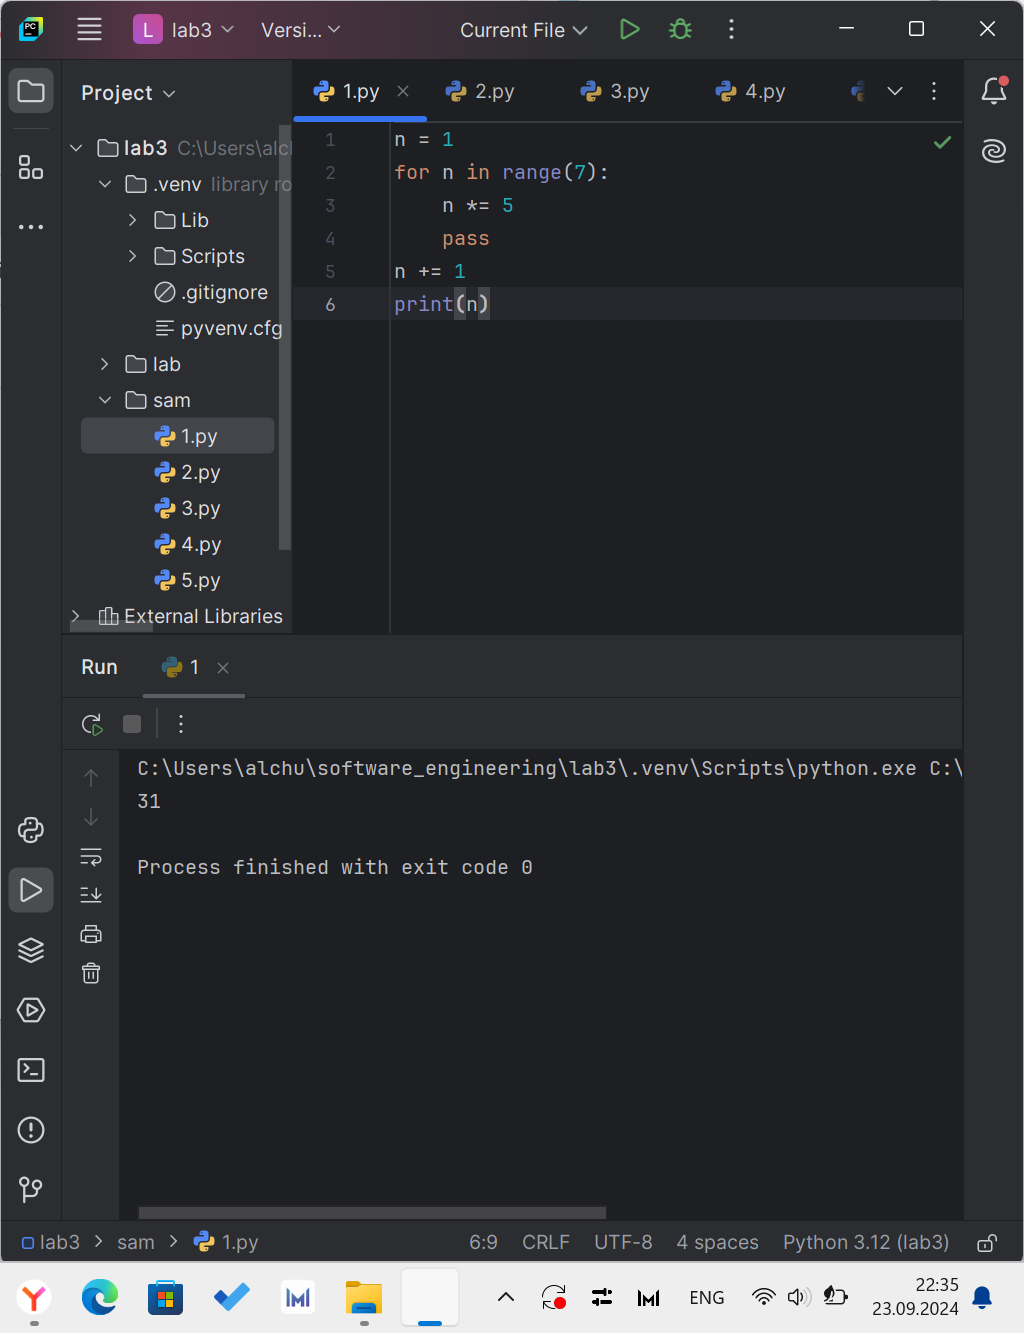 PC
L lab3 Versi... Current File
Project
1.py 2.py 3.py 4.py
lab3 C:\Users\alch
.venv library ro
Lib
Scripts
.gitignore
pyvenv.cfg
lab
sam
1.py
2.py
3.py
4.py
5.py
External Libraries
1 n = 1
2 for n in range(7):
3 n *= 5
4 pass
5 n += 1
6 print(n)
Run 1
C:\Users\alchu\software_engineering\lab3\.venv\Scripts\python.exe C:\
31
Process finished with exit code 0
lab3 > sam > 1.py 6:9 CRLF UTF-8 4 spaces Python 3.12 (lab3)
ENG
22:35
23.09.2024